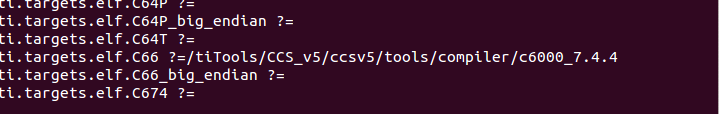 ti.targets.elf.C64P ?=
ti.targets.elf.C64P_big_endian ?=
ti.targets.elf.C64T ?=
ti.targets.elf.C66 ?=/tiTools/CCS_v5/ccsv5/tools/compiler/c6000_7.4.4
ti.targets.elf.C66_big_endian ?=
ti.targets.elf.C674 ?=